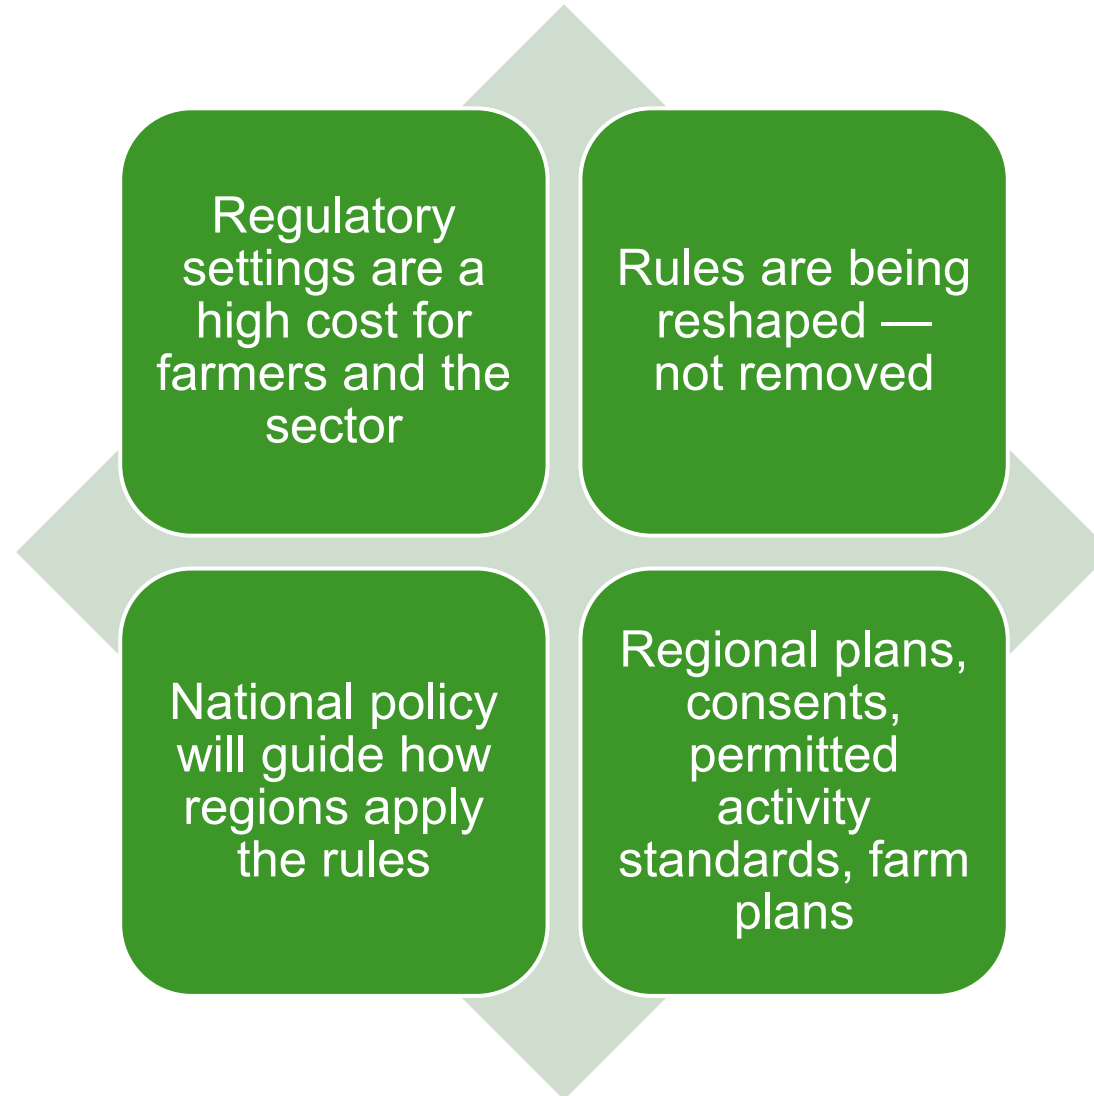 Regulatory
settings are a
high cost for
farmers and the
sector
Rules are being
reshaped —
not removed
National policy
will guide how
regions apply
the rules
Regional plans,
consents,
permitted
activity
standards, farm
plans